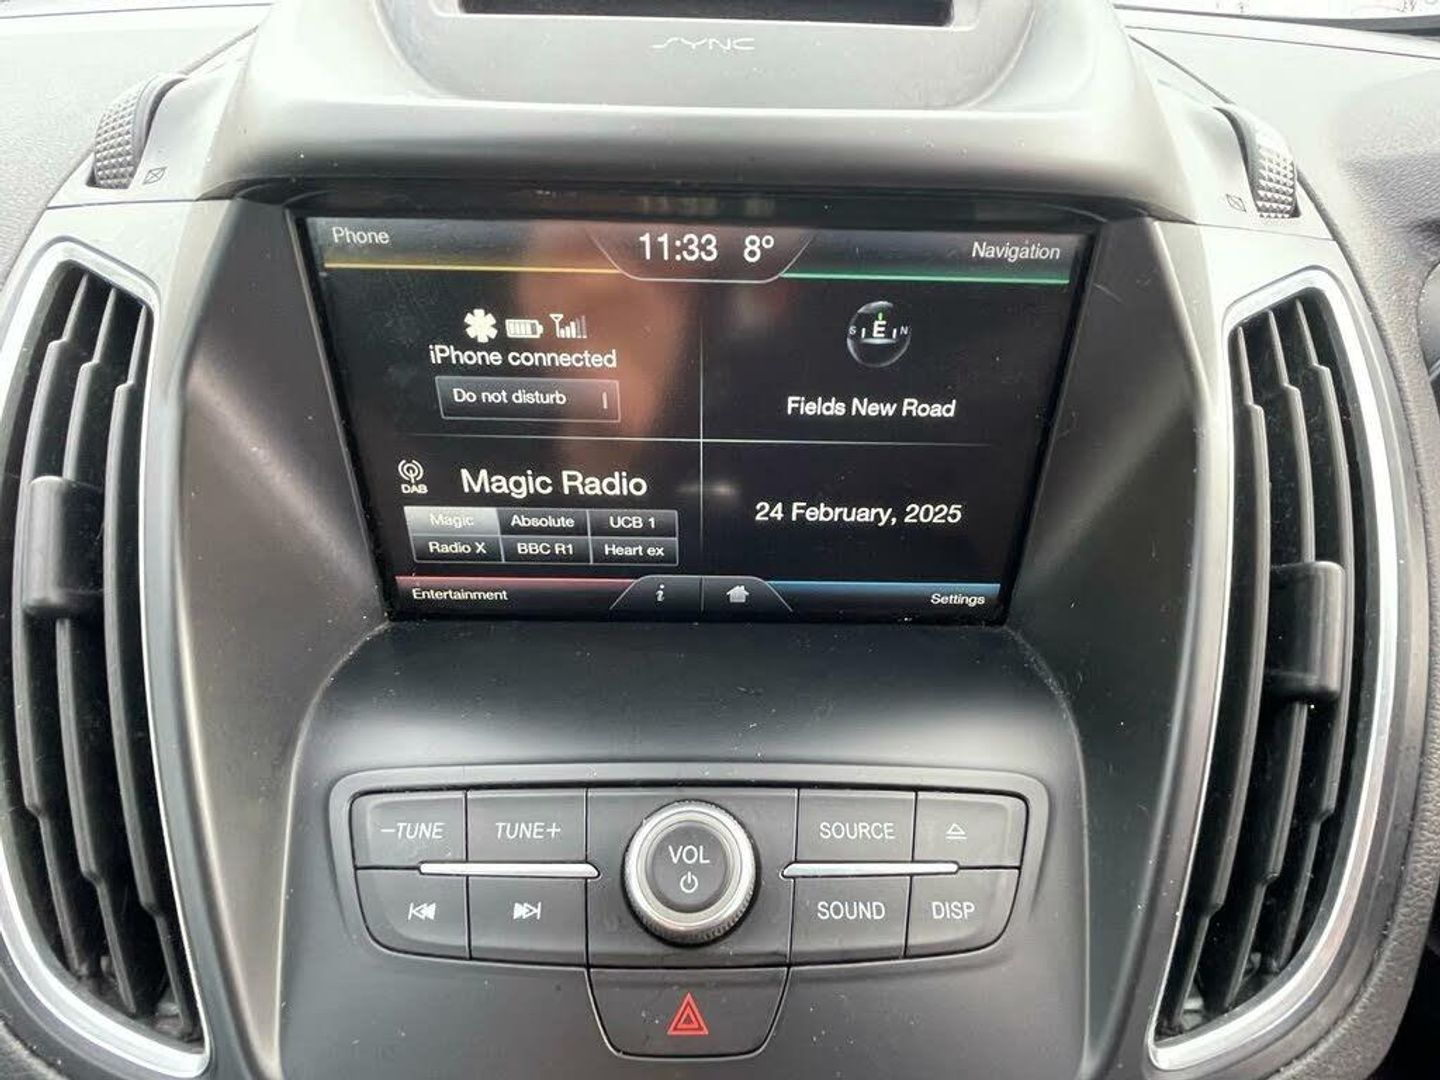 SYNC
Phone
11:33 8°
Navigation
S E N
iPhone connected
Do not disturb
Fields New Road
DAB
Magic Radio
Magic Absolute UCB 1
Radio X BBC R1 Heart ex
24 February, 2025
Entertainment
i
Settings
–TUNE TUNE+
VOL
SOURCE
SOUND DISP